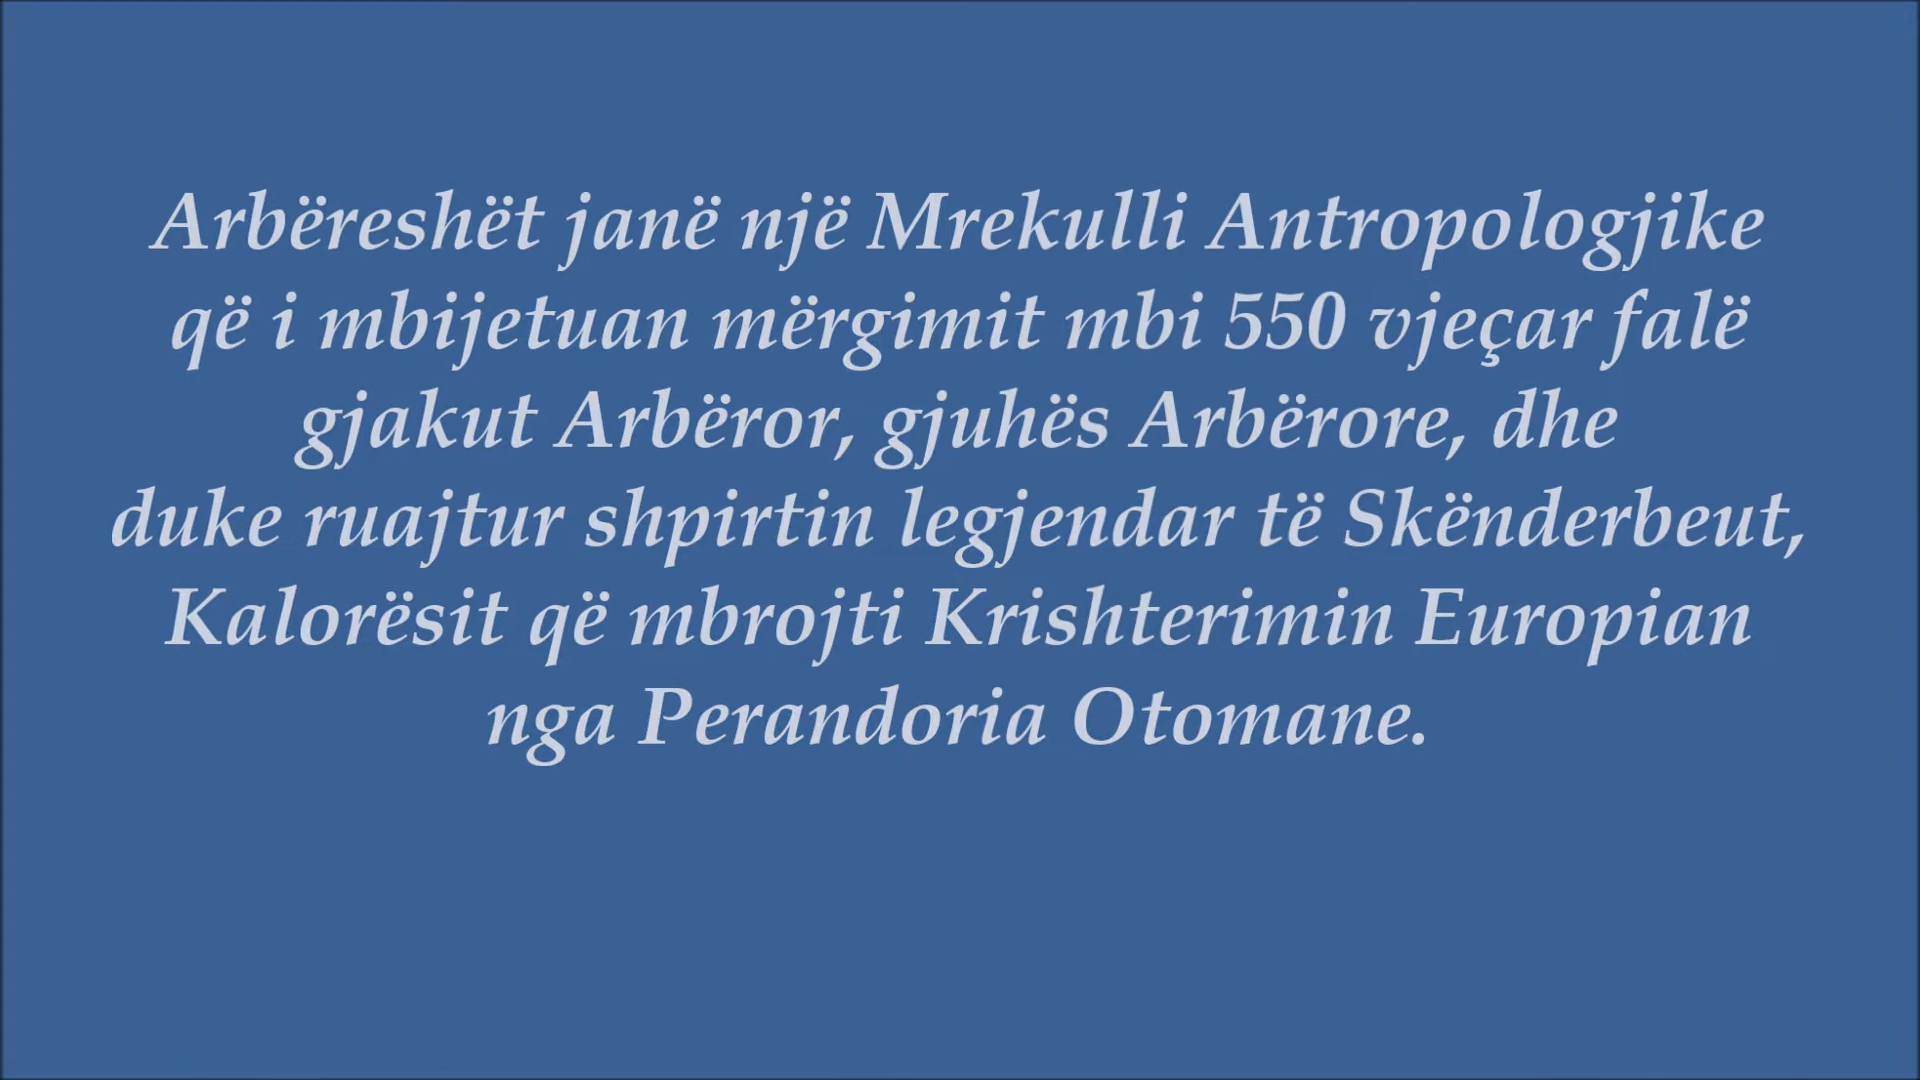 Arbëreshët janë një Mrekulli Antropologjike
që i mbijetuan mërgimit mbi 550 vjeçar falë
gjakut Arbëror, gjuhës Arbërore, dhe
duke ruajtur shpirtin legjendar të Skënderbeut,
Kalorësit që mbrojti Krishterimin Europian
nga Perandoria Otomane.